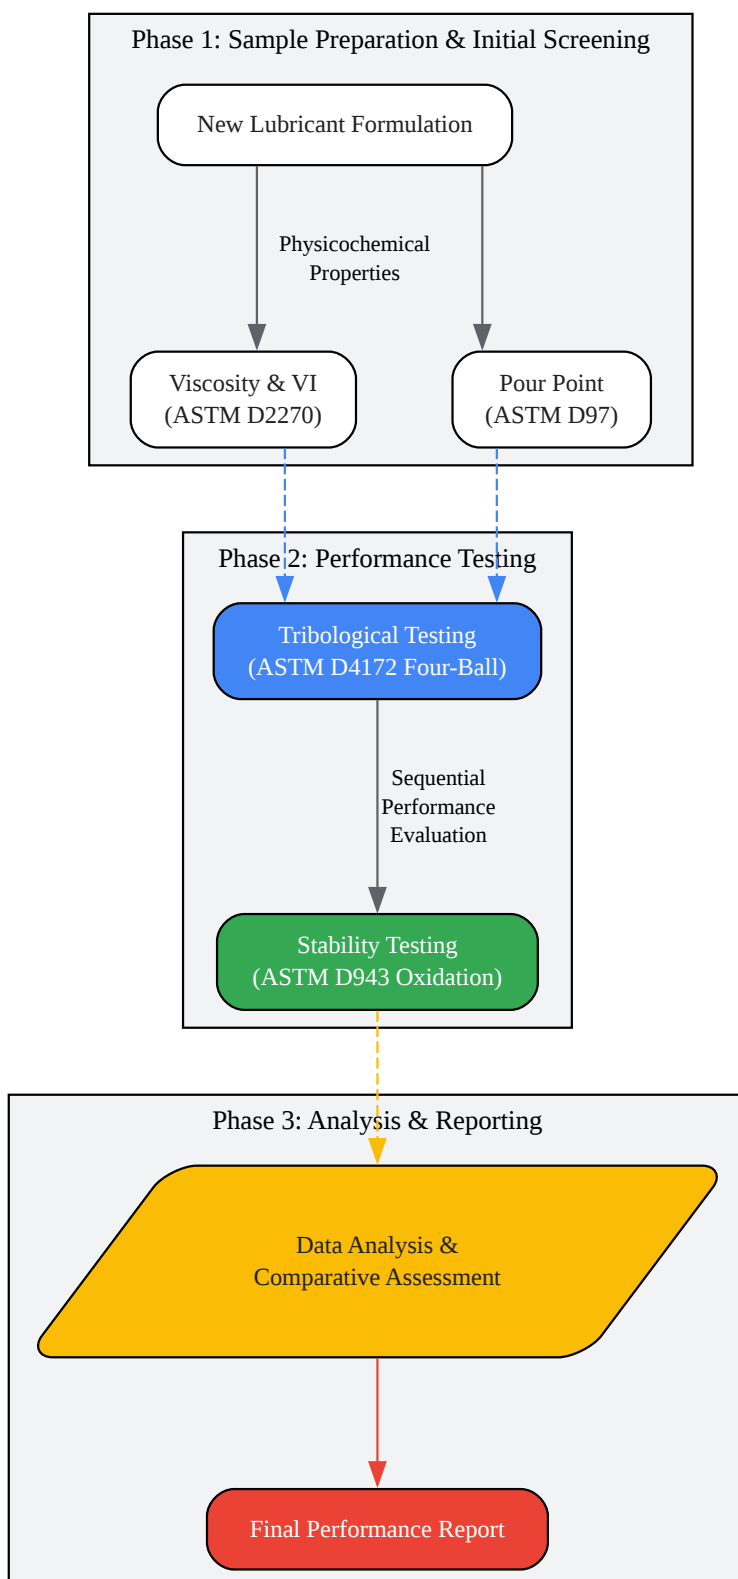 Phase 1: Sample Preparation & Initial Screening
New Lubricant Formulation
Physicochemical
Properties
Viscosity & VI
(ASTM D2270)
Pour Point
(ASTM D97)
Phase 2: Performance Testing
Tribological Testing
(ASTM D4172 Four-Ball)
Sequential
Performance
Evaluation
Stability Testing
(ASTM D943 Oxidation)
Phase 3: Analysis & Reporting
Data Analysis &
Comparative Assessment
Final Performance Report